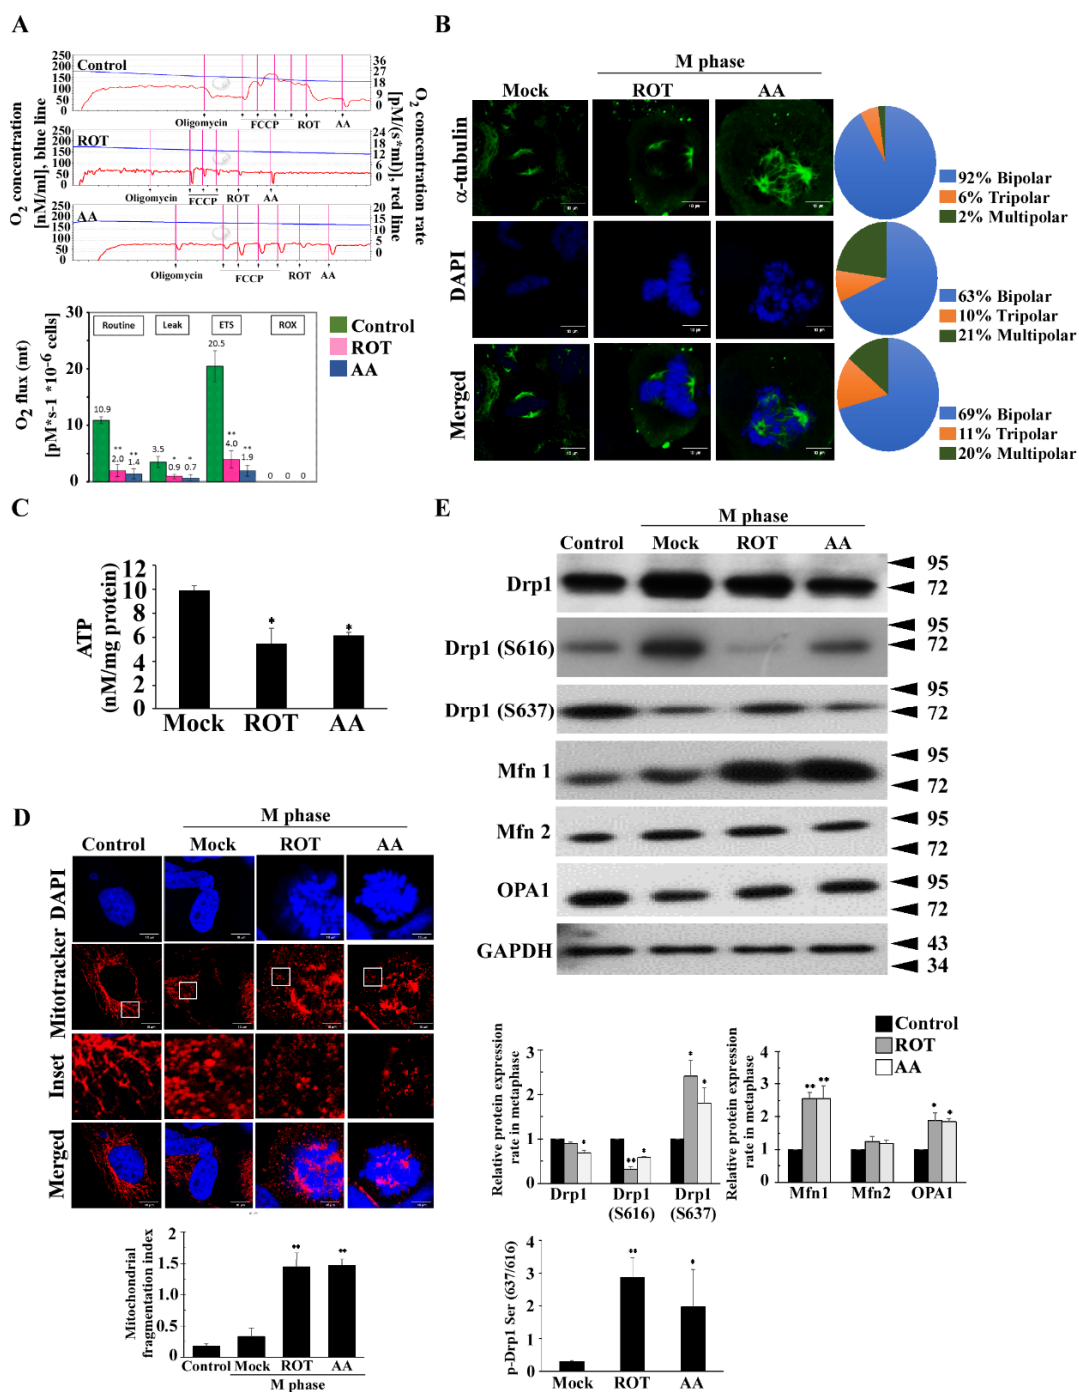 A
Control
ROT
AA
O2 concentration
[nM/ml], blue line
O2 concentration rate
[pM/(s*ml)], red line
250
200
150
100
50
0
36
27
18
9
0
Oligomycin
FCCP
ROT
AA
250
200
150
100
50
0
24
18
12
6
0
Oligomycin
FCCP
ROT
AA
250
200
150
100
50
0
20
15
10
5
0
Oligomycin
FCCP
ROT
AA
O2 flux (mt)
[pM*s-1 *10-6 cells]
30
20
10
0
Routine
Leak
ETS
ROX
10.9
** 2.0
** 1.4
3.5
* 0.9
* 0.7
20.5
** 4.0
** 1.9
0 0 0
Control
ROT
AA
B
M phase
Mock ROT AA
α-tubulin
DAPI
Merged
92% Bipolar
6% Tripolar
2% Multipolar
63% Bipolar
10% Tripolar
21% Multipolar
69% Bipolar
11% Tripolar
20% Multipolar
C
ATP
(nM/mg protein)
12
10
8
6
4
2
0
* *
Mock ROT AA
D
M phase
Control Mock ROT AA
DAPI
Mitotracker
Inset
Merged
Mitochondrial
fragmentation index
2
1.5
1
0.5
0
** **
Control Mock ROT AA
M phase
E
M phase
Control Mock ROT AA
Drp1
95
72
Drp1 (S616)
95
72
Drp1 (S637)
95
72
Mfn 1
95
72
Mfn 2
95
72
OPA1
95
72
GAPDH
43
34
Control
ROT
AA
Relative protein expression
rate in metaphase
3
2
1
0
*
** *
* *
Drp1 Drp1 Drp1
(S616) (S637)
Relative protein expression
rate in metaphase
4
3
2
1
0
** **
* *
Mfn1 Mfn2 OPA1
p-Drp1 Ser (637/616)
4
3
2
1
0
** *
Mock ROT AA